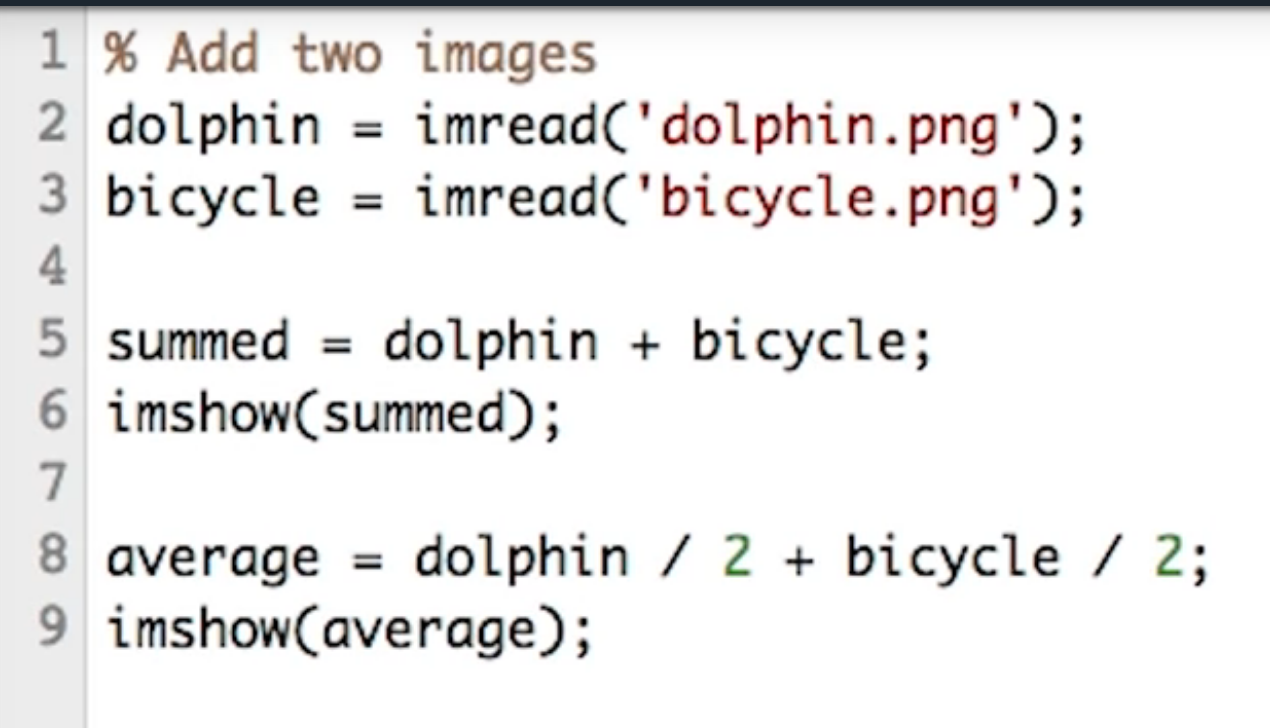 1 % Add two images
2 dolphin = imread('dolphin.png');
3 bicycle = imread('bicycle.png');
4
5 summed = dolphin + bicycle;
6 imshow(summed);
7
8 average = dolphin / 2 + bicycle / 2;
9 imshow(average);